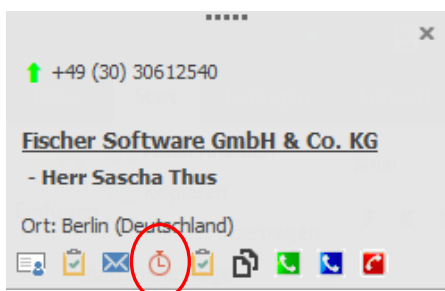 +49 (30) 30612540
Fischer Software GmbH & Co. KG
- Herr Sascha Thus
Ort: Berlin (Deutschland)